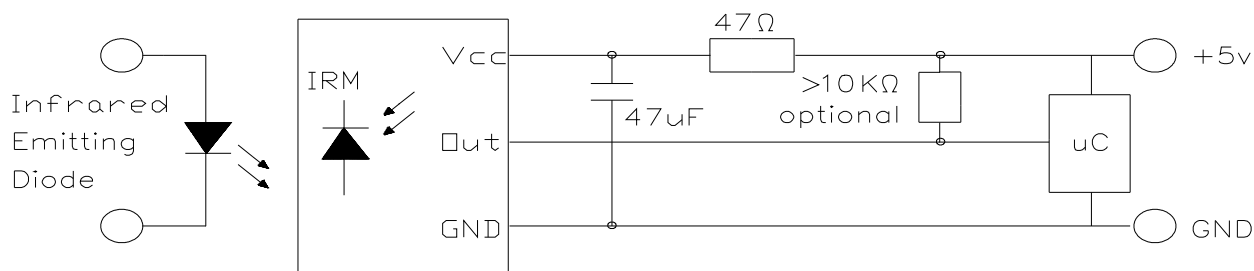 47Ω
Vcc
+5v
IRM
>10KΩ
optional
Infrared
Emitting
Diode
47uF
Out
uC
GND
GND